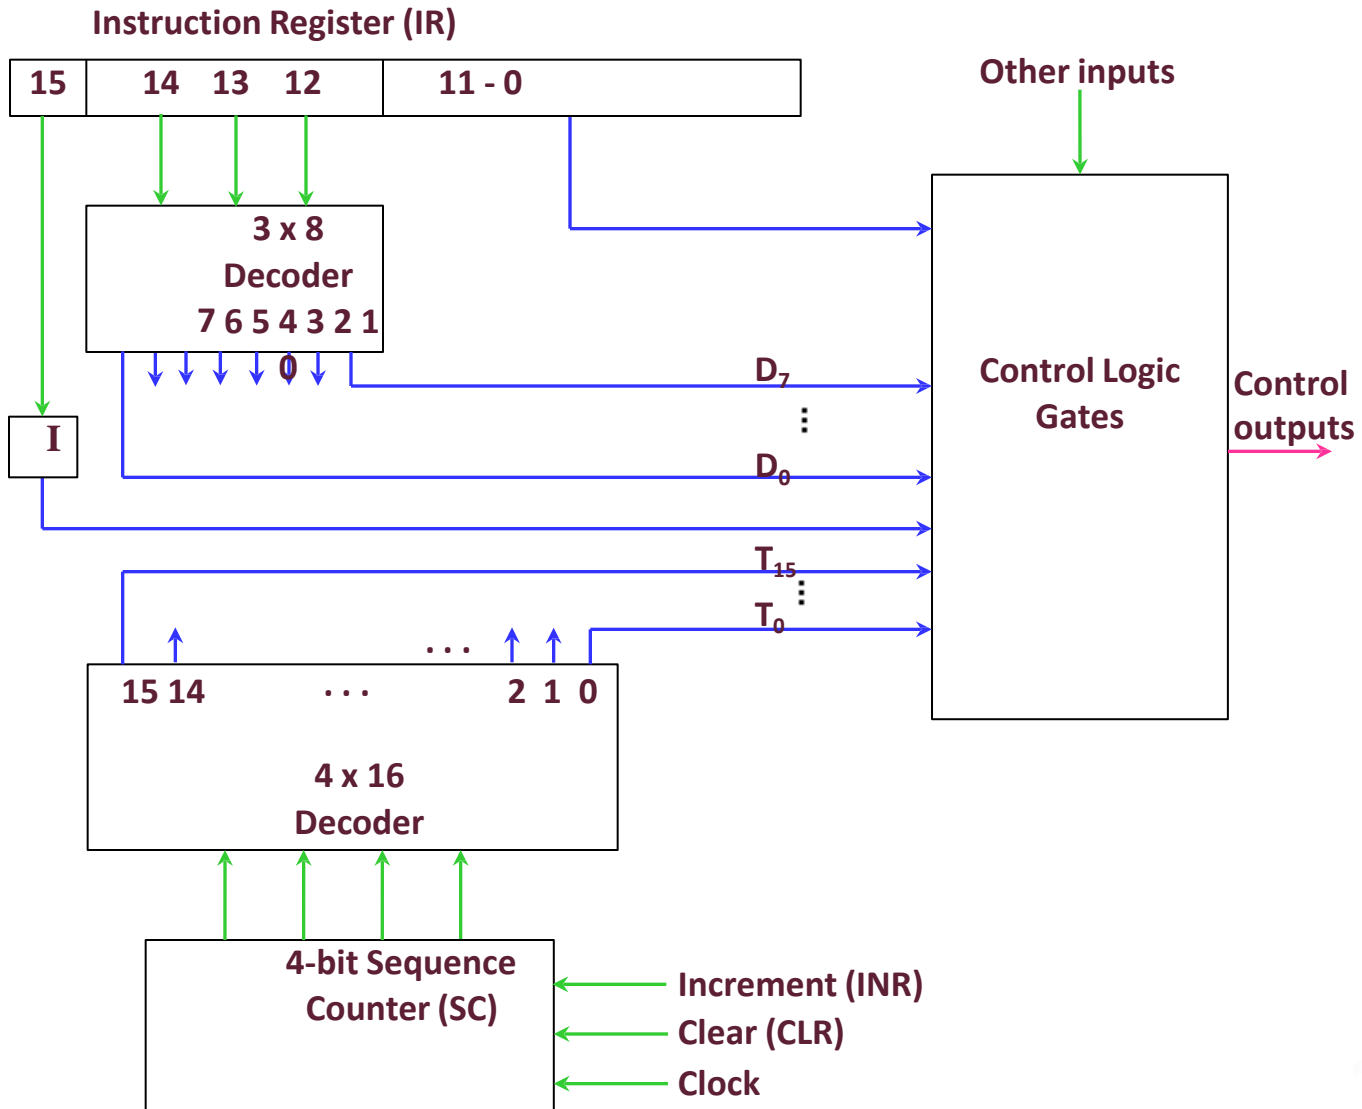 Instruction Register (IR)
15 14 13 12 11 - 0
Other inputs
3 x 8
Decoder
7 6 5 4 3 2 1
0
D7
Control Logic
Gates
Control
outputs
I
D0
T15
T0
. . .
15 14 . . . 2 1 0
4 x 16
Decoder
4-bit Sequence
Counter (SC)
Increment (INR)
Clear (CLR)
Clock